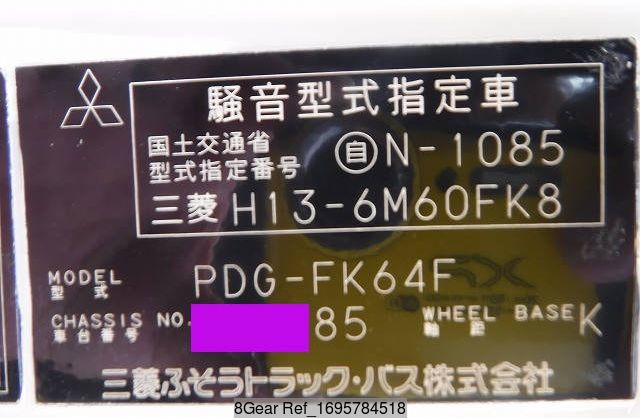 騒音型式指定車
国土交通省
型式指定番号 自N-1085
三菱 H13-6M60FK8
MODEL
型式 PDG-FK64F
CHASSIS NO.
車台番号 85
WHEEL BASE
軸距 K
三菱ふそうトラック・バス株式会社
8Gear Ref_1695784518